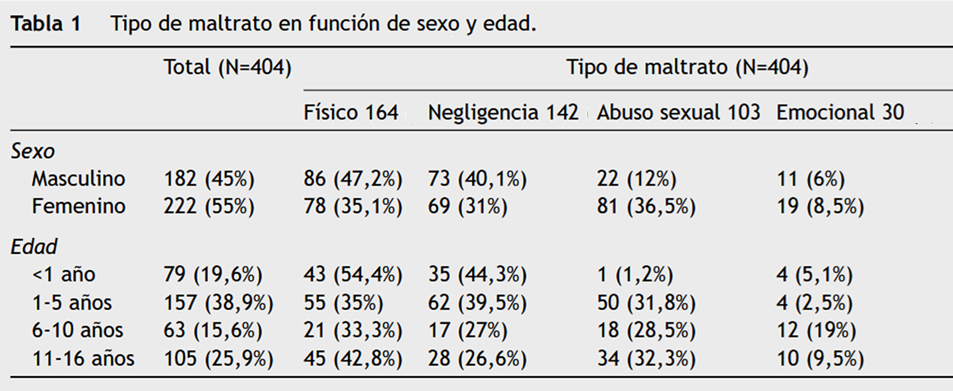 Tabla 1 Tipo de maltrato en función de sexo y edad.
Total (N=404) Tipo de maltrato (N=404)
Físico 164 Negligencia 142 Abuso sexual 103 Emocional 30
Sexo
Masculino 182 (45%) 86 (47,2%) 73 (40,1%) 22 (12%) 11 (6%)
Femenino 222 (55%) 78 (35,1%) 69 (31%) 81 (36,5%) 19 (8,5%)
Edad
<1 año 79 (19,6%) 43 (54,4%) 35 (44,3%) 1 (1,2%) 4 (5,1%)
1-5 años 157 (38,9%) 55 (35%) 62 (39,5%) 50 (31,8%) 4 (2,5%)
6-10 años 63 (15,6%) 21 (33,3%) 17 (27%) 18 (28,5%) 12 (19%)
11-16 años 105 (25,9%) 45 (42,8%) 28 (26,6%) 34 (32,3%) 10 (9,5%)